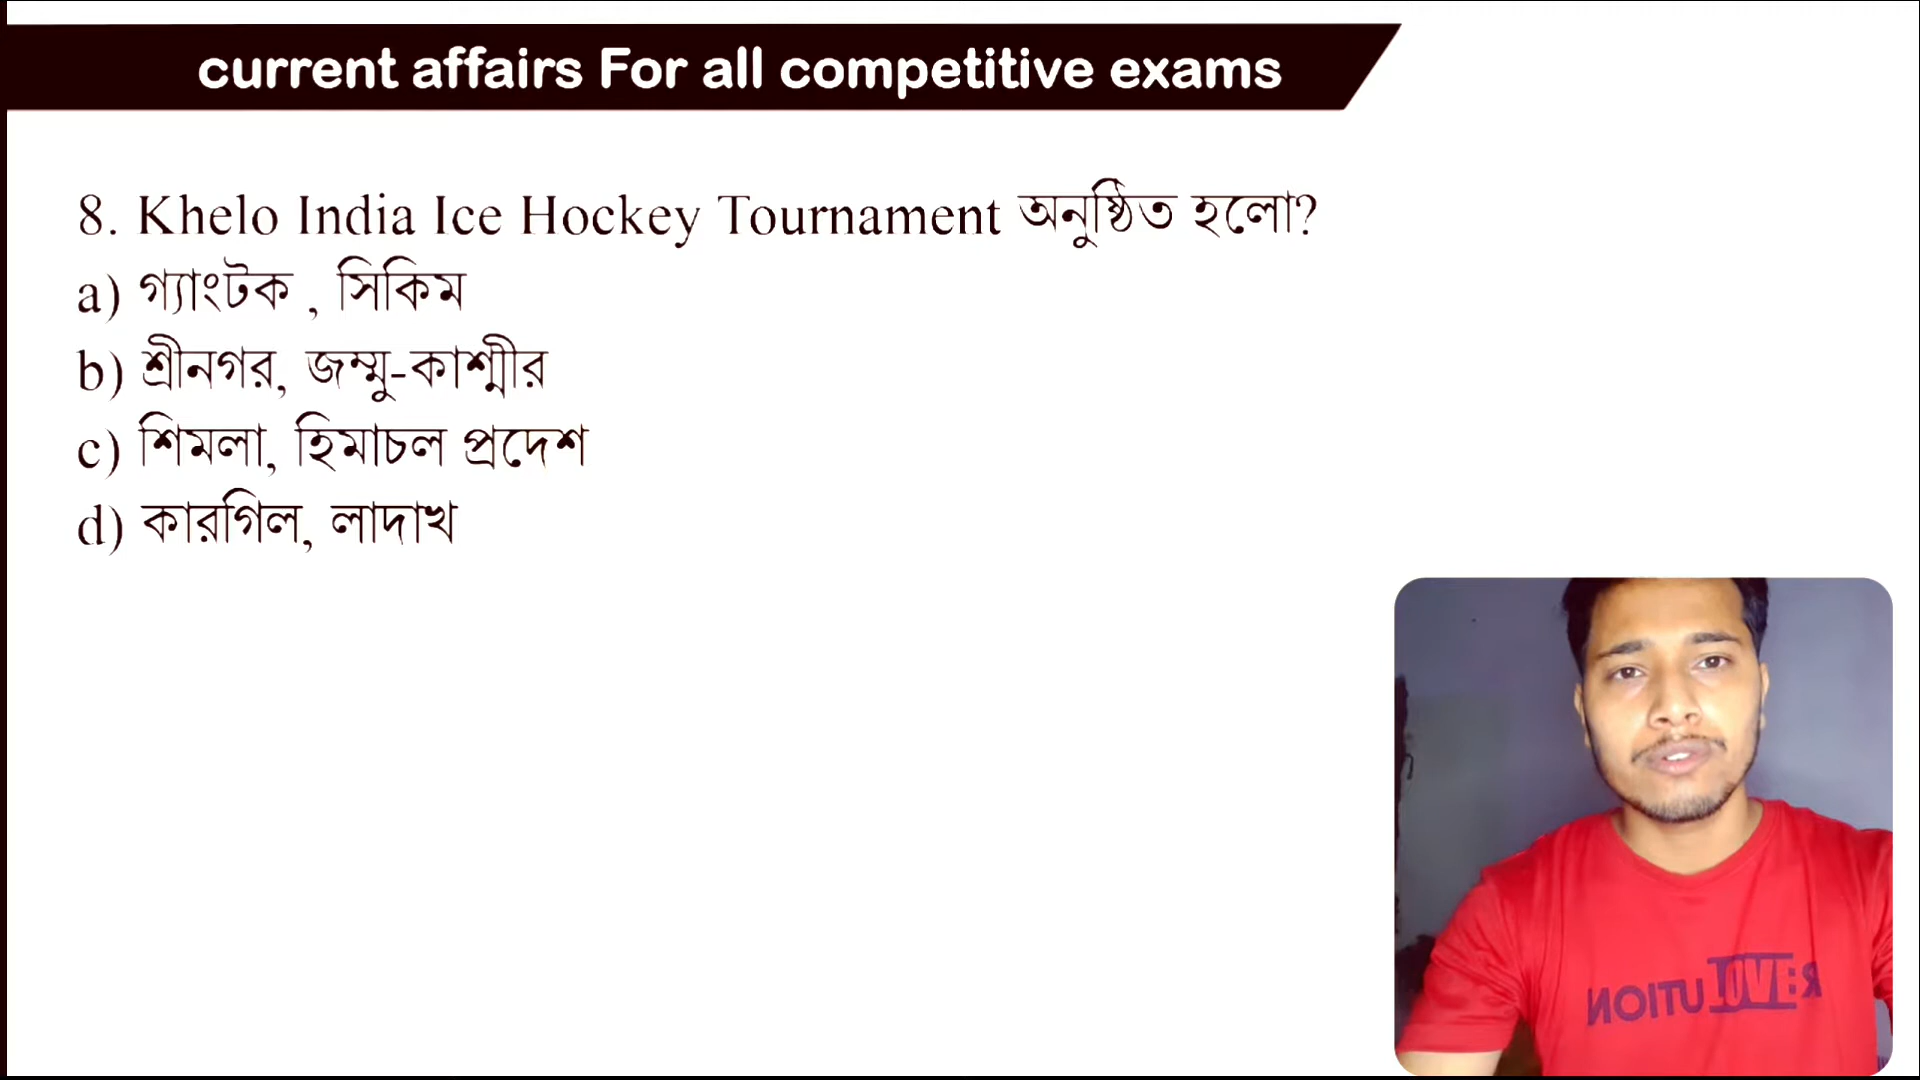 current affairs For all competitive exams
8. Khelo India Ice Hockey Tournament অনুষ্ঠিত হলো?
a) গ্যাংটক , সিকিম
b) শ্রীনগর, জম্মু-কাশ্মীর
c) শিমলা, হিমাচল প্রদেশ
d) কারগিল, লাদাখ
REVOLUTION